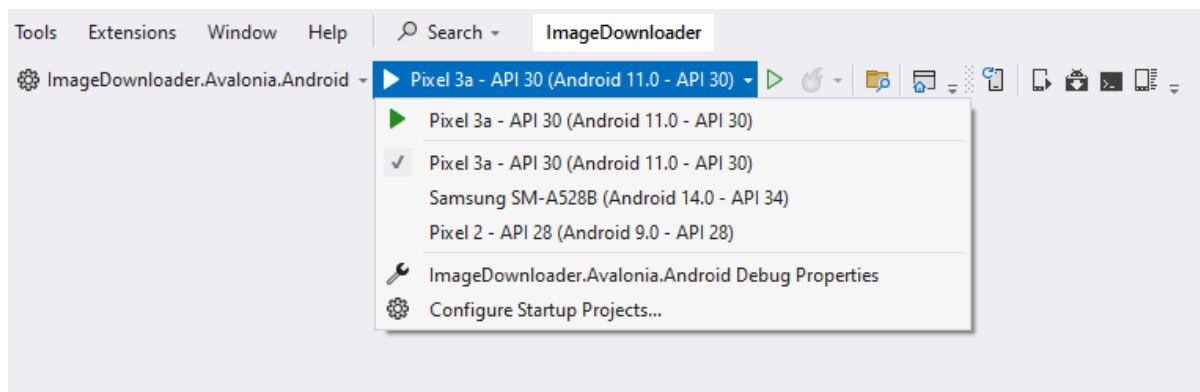 Tools Extensions Window Help Search ImageDownloader
ImageDownloader.Avalonia.Android Pixel 3a - API 30 (Android 11.0 - API 30)
Pixel 3a - API 30 (Android 11.0 - API 30)
Pixel 3a - API 30 (Android 11.0 - API 30)
Samsung SM-A528B (Android 14.0 - API 34)
Pixel 2 - API 28 (Android 9.0 - API 28)
ImageDownloader.Avalonia.Android Debug Properties
Configure Startup Projects...